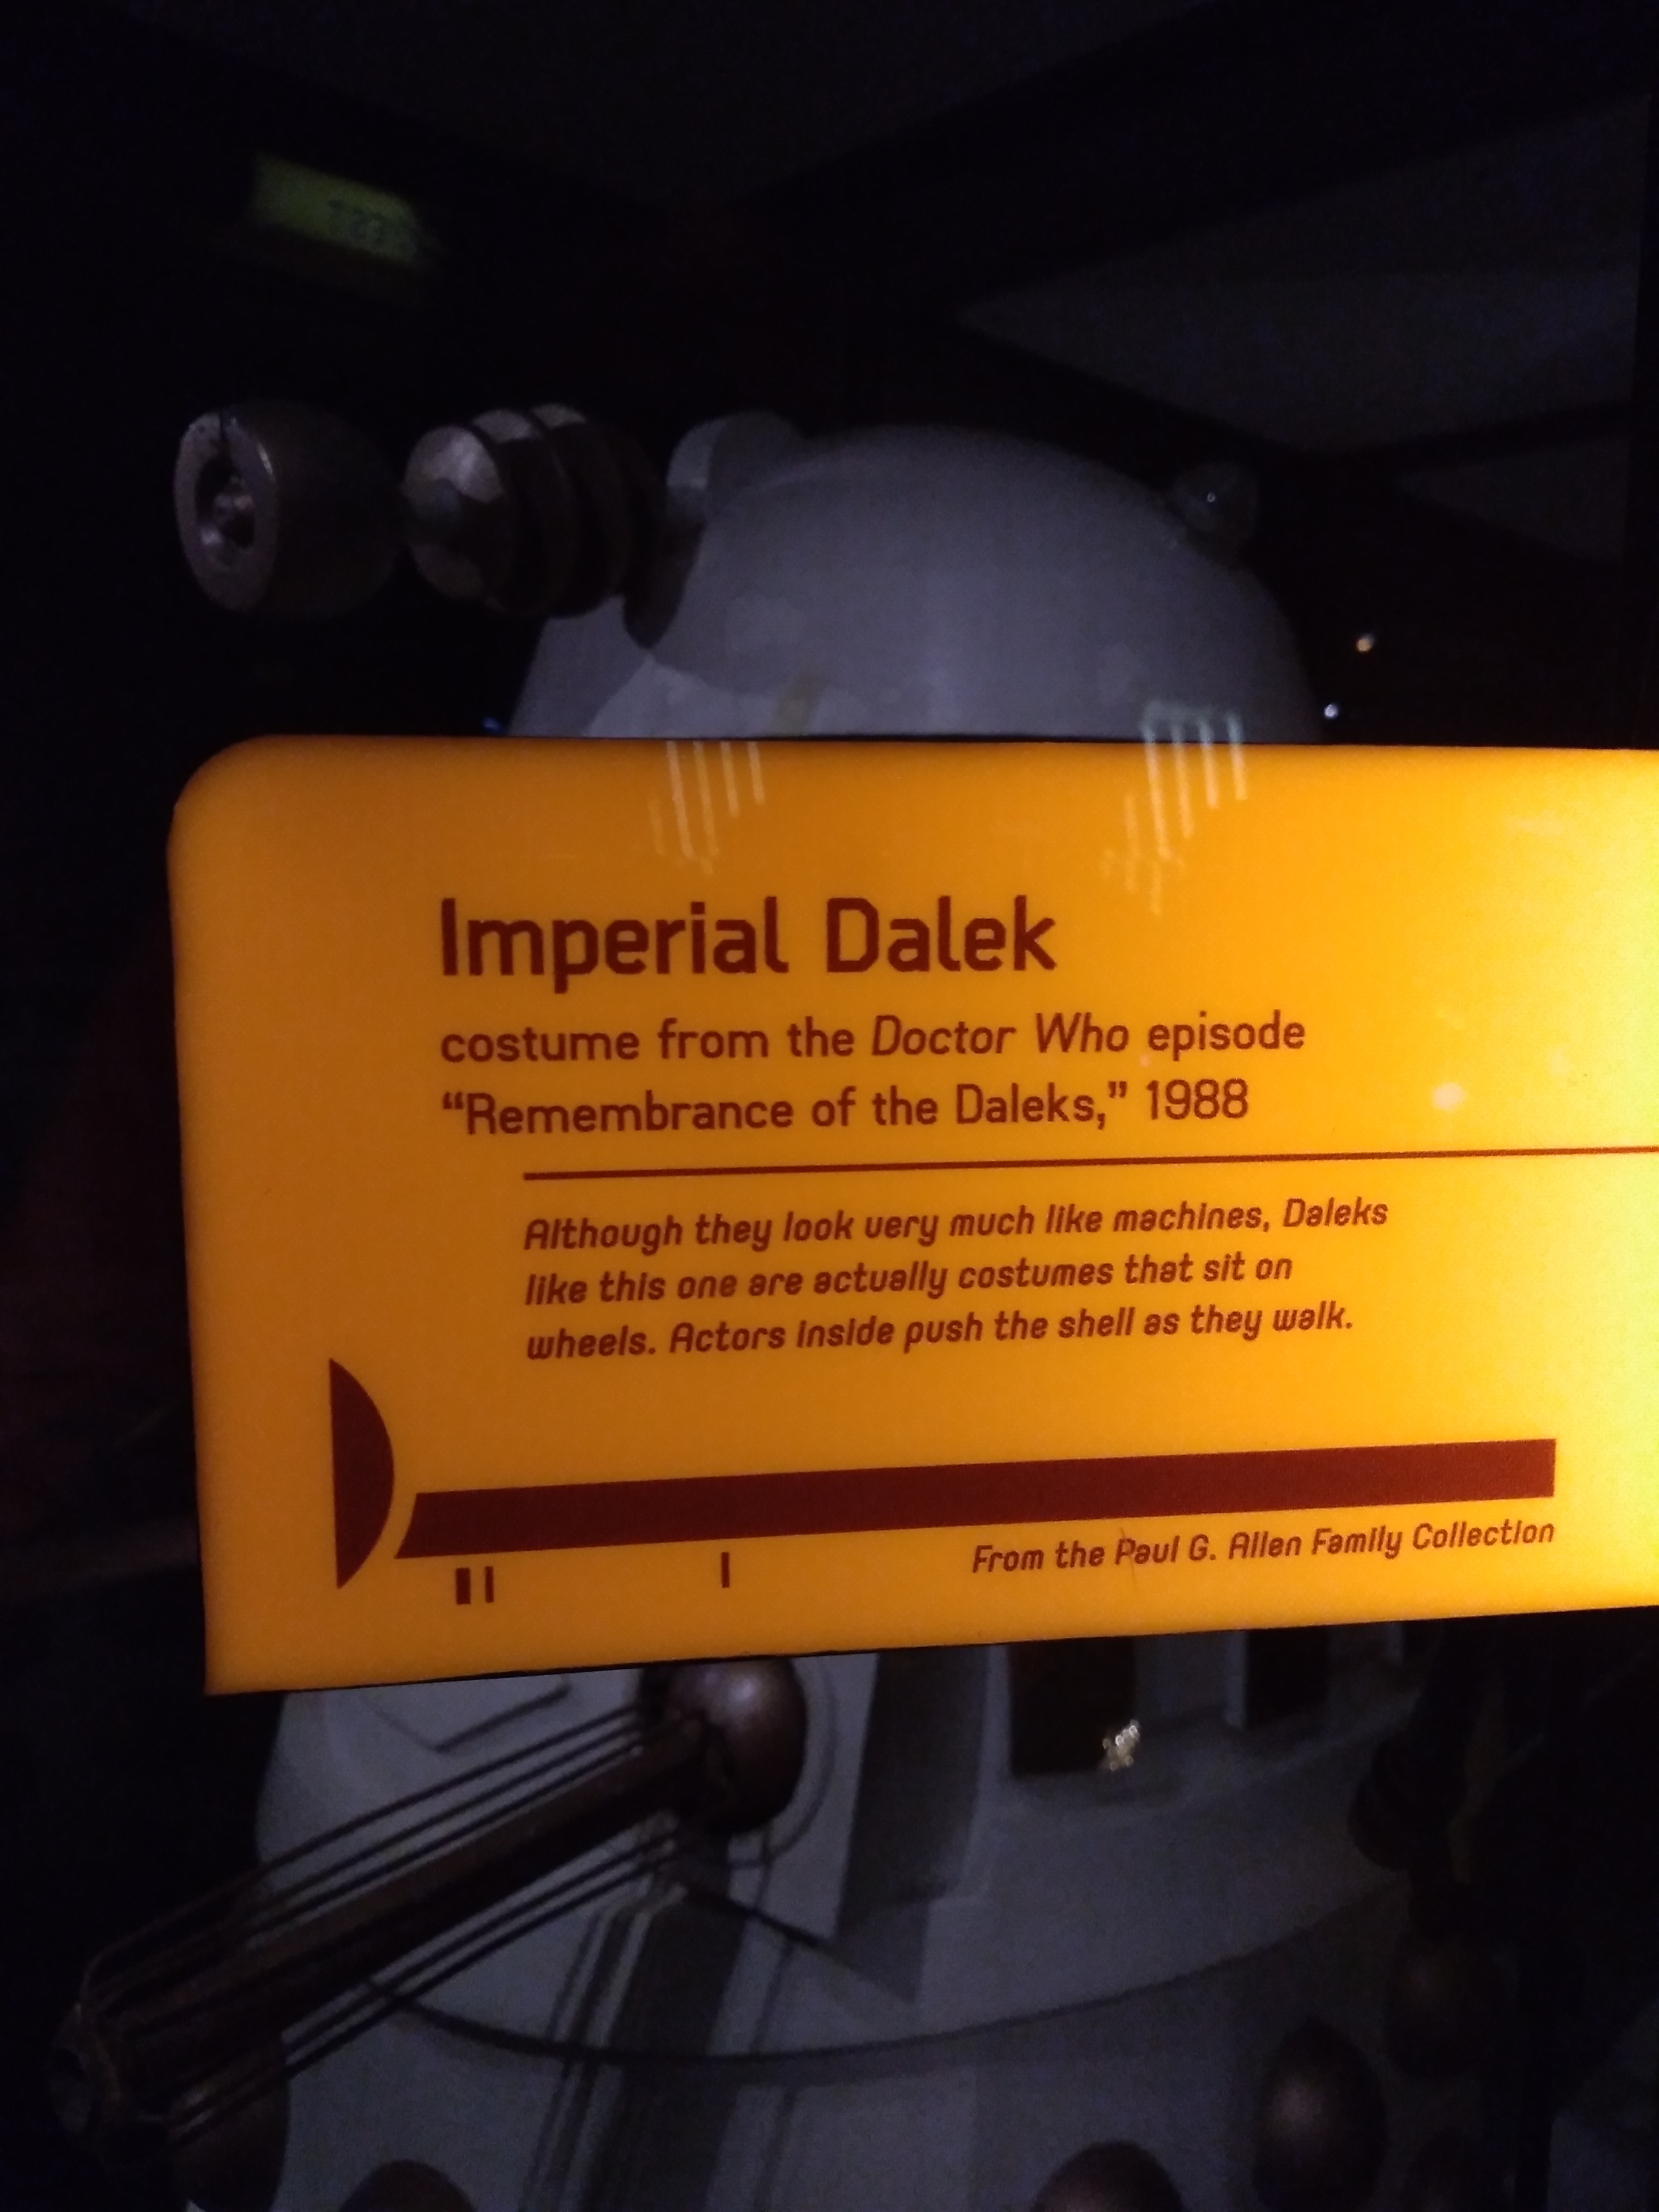 Imperial Dalek
costume from the Doctor Who episode
“Remembrance of the Daleks,” 1988
Although they look very much like machines, Daleks
like this one are actually costumes that sit on
wheels. Actors inside push the shell as they walk.
From the Paul G. Allen Family Collection